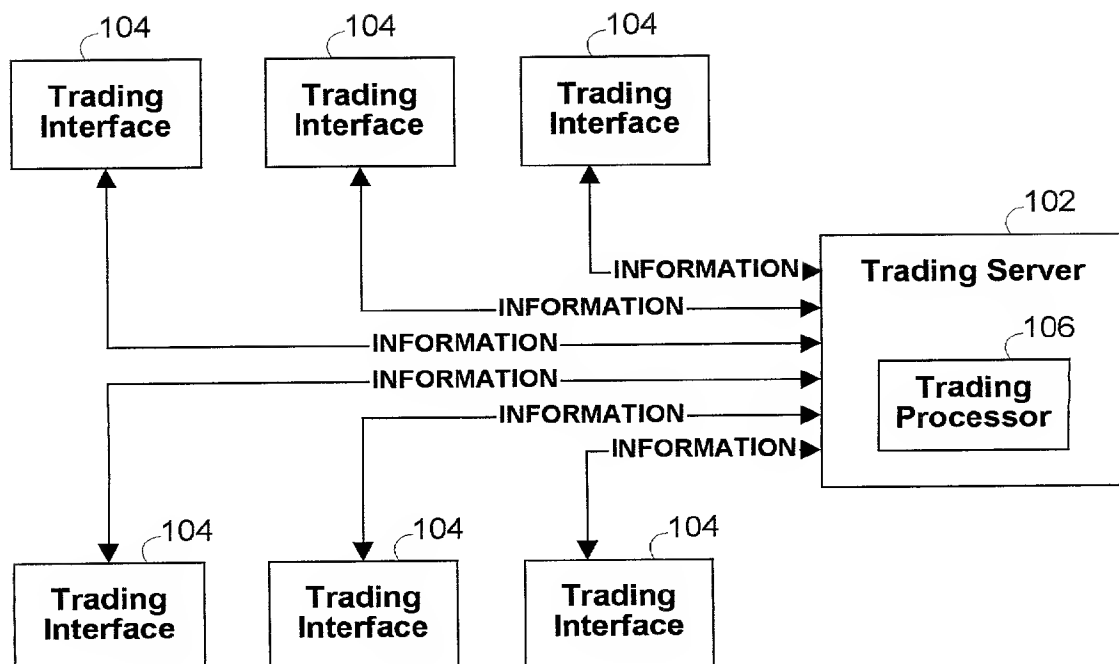 104
104
104
Trading
Interface
Trading
Interface
Trading
Interface
102
Trading Server
INFORMATION
INFORMATION
INFORMATION
INFORMATION
INFORMATION
INFORMATION
106
Trading
Processor
104
104
104
Trading
Interface
Trading
Interface
Trading
Interface